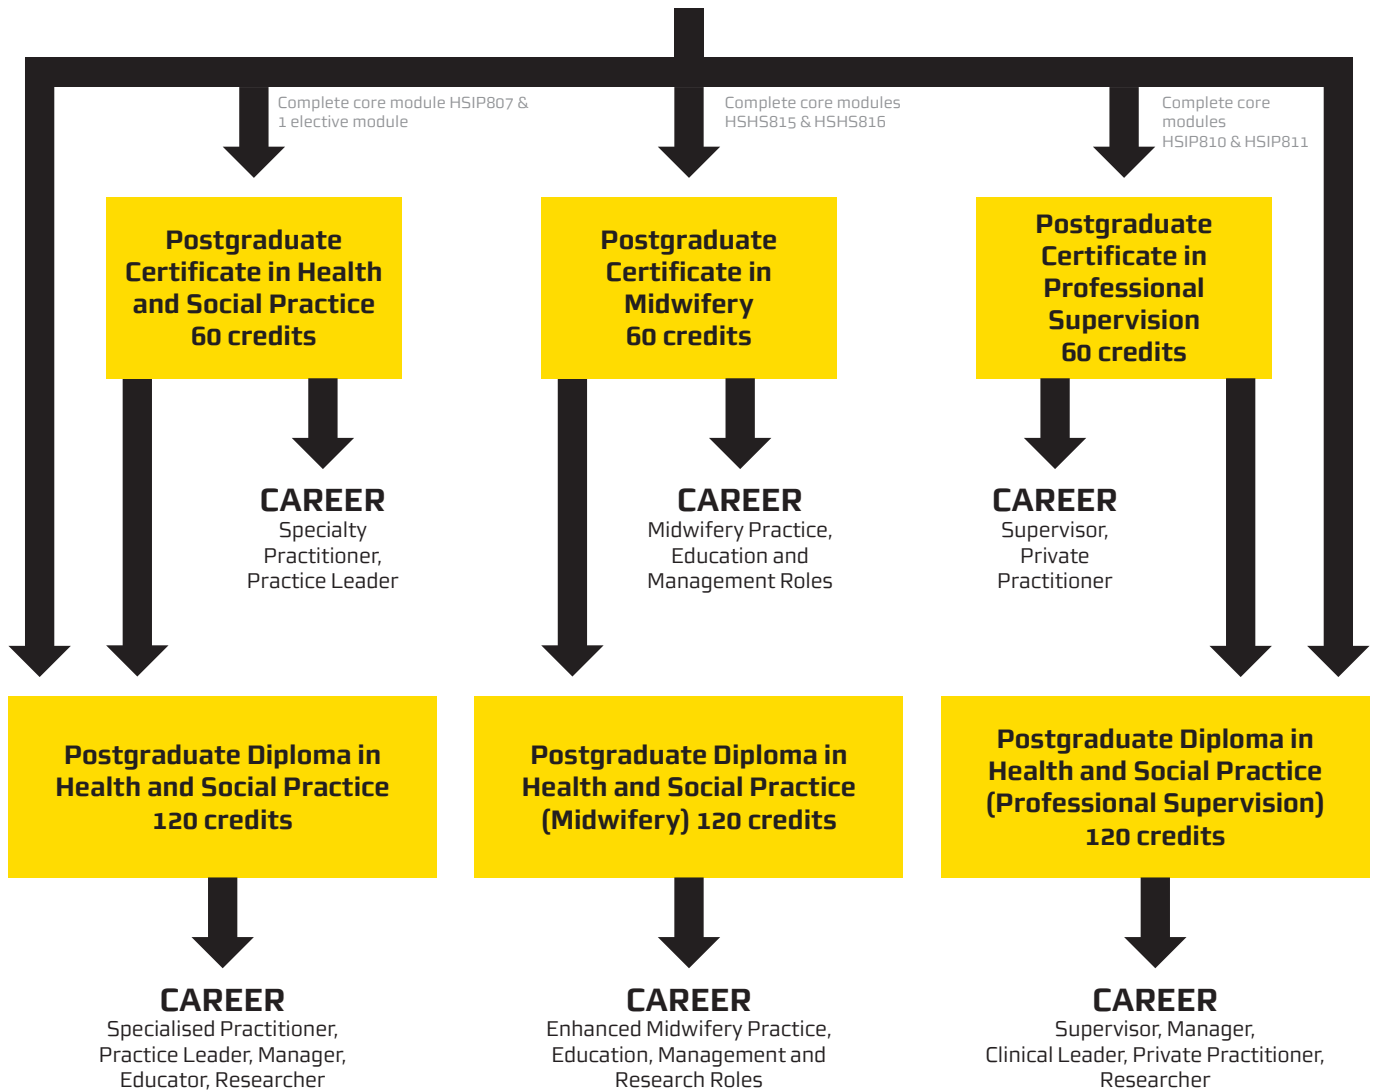 Complete core module HSIP807 &
1 elective module
Complete core modules
HSHS815 & HSHS816
Complete core
modules
HSIP810 & HSIP811
Postgraduate
Certificate in Health
and Social Practice
60 credits
Postgraduate
Certificate in
Midwifery
60 credits
Postgraduate
Certificate in
Professional
Supervision
60 credits
CAREER
Specialty
Practitioner,
Practice Leader
CAREER
Midwifery Practice,
Education and
Management Roles
CAREER
Supervisor,
Private
Practitioner
Postgraduate Diploma in
Health and Social Practice
120 credits
Postgraduate Diploma in
Health and Social Practice
(Midwifery) 120 credits
Postgraduate Diploma in
Health and Social Practice
(Professional Supervision)
120 credits
CAREER
Specialised Practitioner,
Practice Leader, Manager,
Educator, Researcher
CAREER
Enhanced Midwifery Practice,
Education, Management and
Research Roles
CAREER
Supervisor, Manager,
Clinical Leader, Private Practitioner,
Researcher